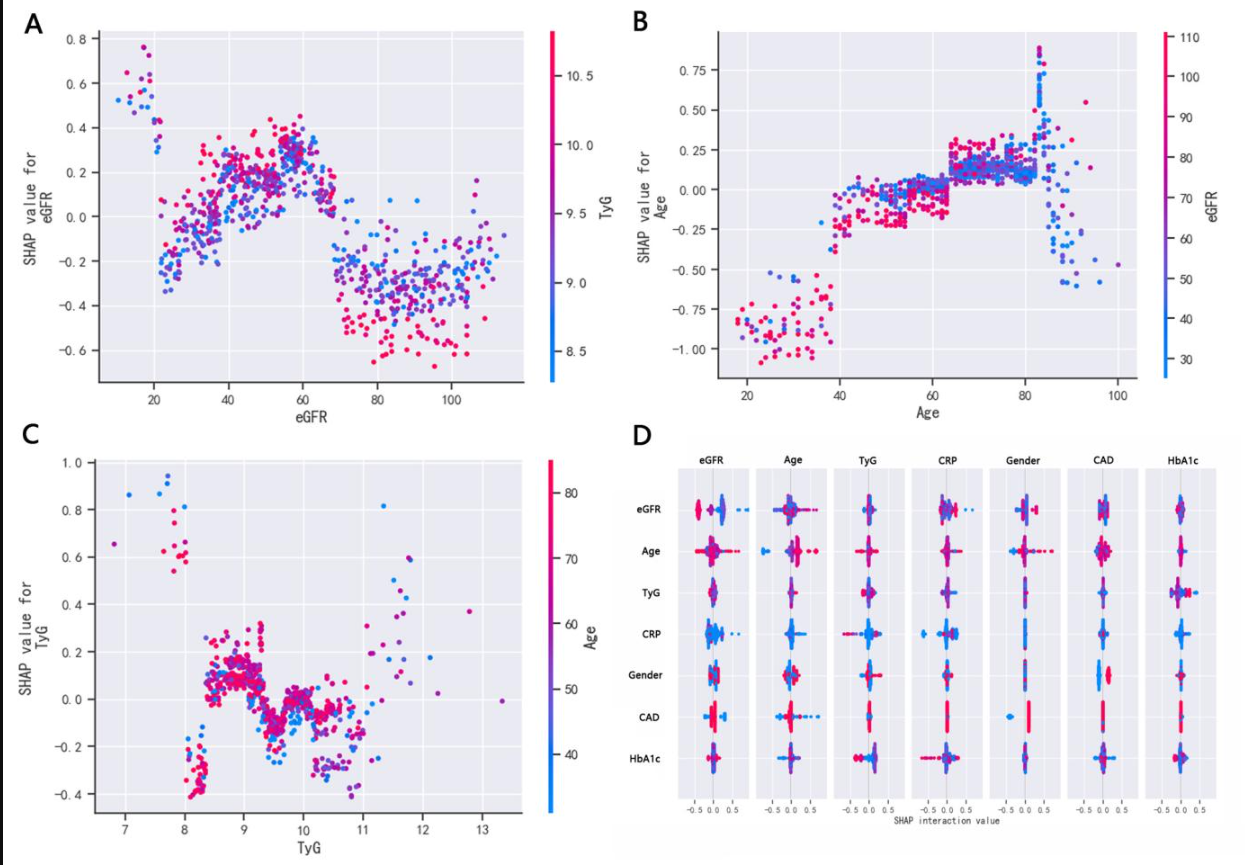 A
0.8
0.6
0.4
0.2
0.0
−0.2
−0.4
−0.6
SHAP value for
eGFR
20 40 60 80 100
eGFR
10.5
10.0
9.5
9.0
8.5
TyG
B
0.75
0.50
0.25
0.00
−0.25
−0.50
−0.75
−1.00
SHAP value for
Age
20 40 60 80 100
Age
110
100
90
80
70
60
50
40
30
eGFR
C
1.0
0.8
0.6
0.4
0.2
0.0
−0.2
−0.4
SHAP value for
TyG
7 8 9 10 11 12 13
TyG
80
70
60
50
40
Age
D
eGFR Age TyG CRP Gender CAD HbA1c
eGFR
Age
TyG
CRP
Gender
CAD
HbA1c
−0.5 0.0 0.5 −0.5 0.0 0.5 −0.5 0.0 0.5 −0.5 0.0 0.5 −0.5 0.0 0.5 −0.5 0.0 0.5 −0.5 0.0 0.5
SHAP interaction value